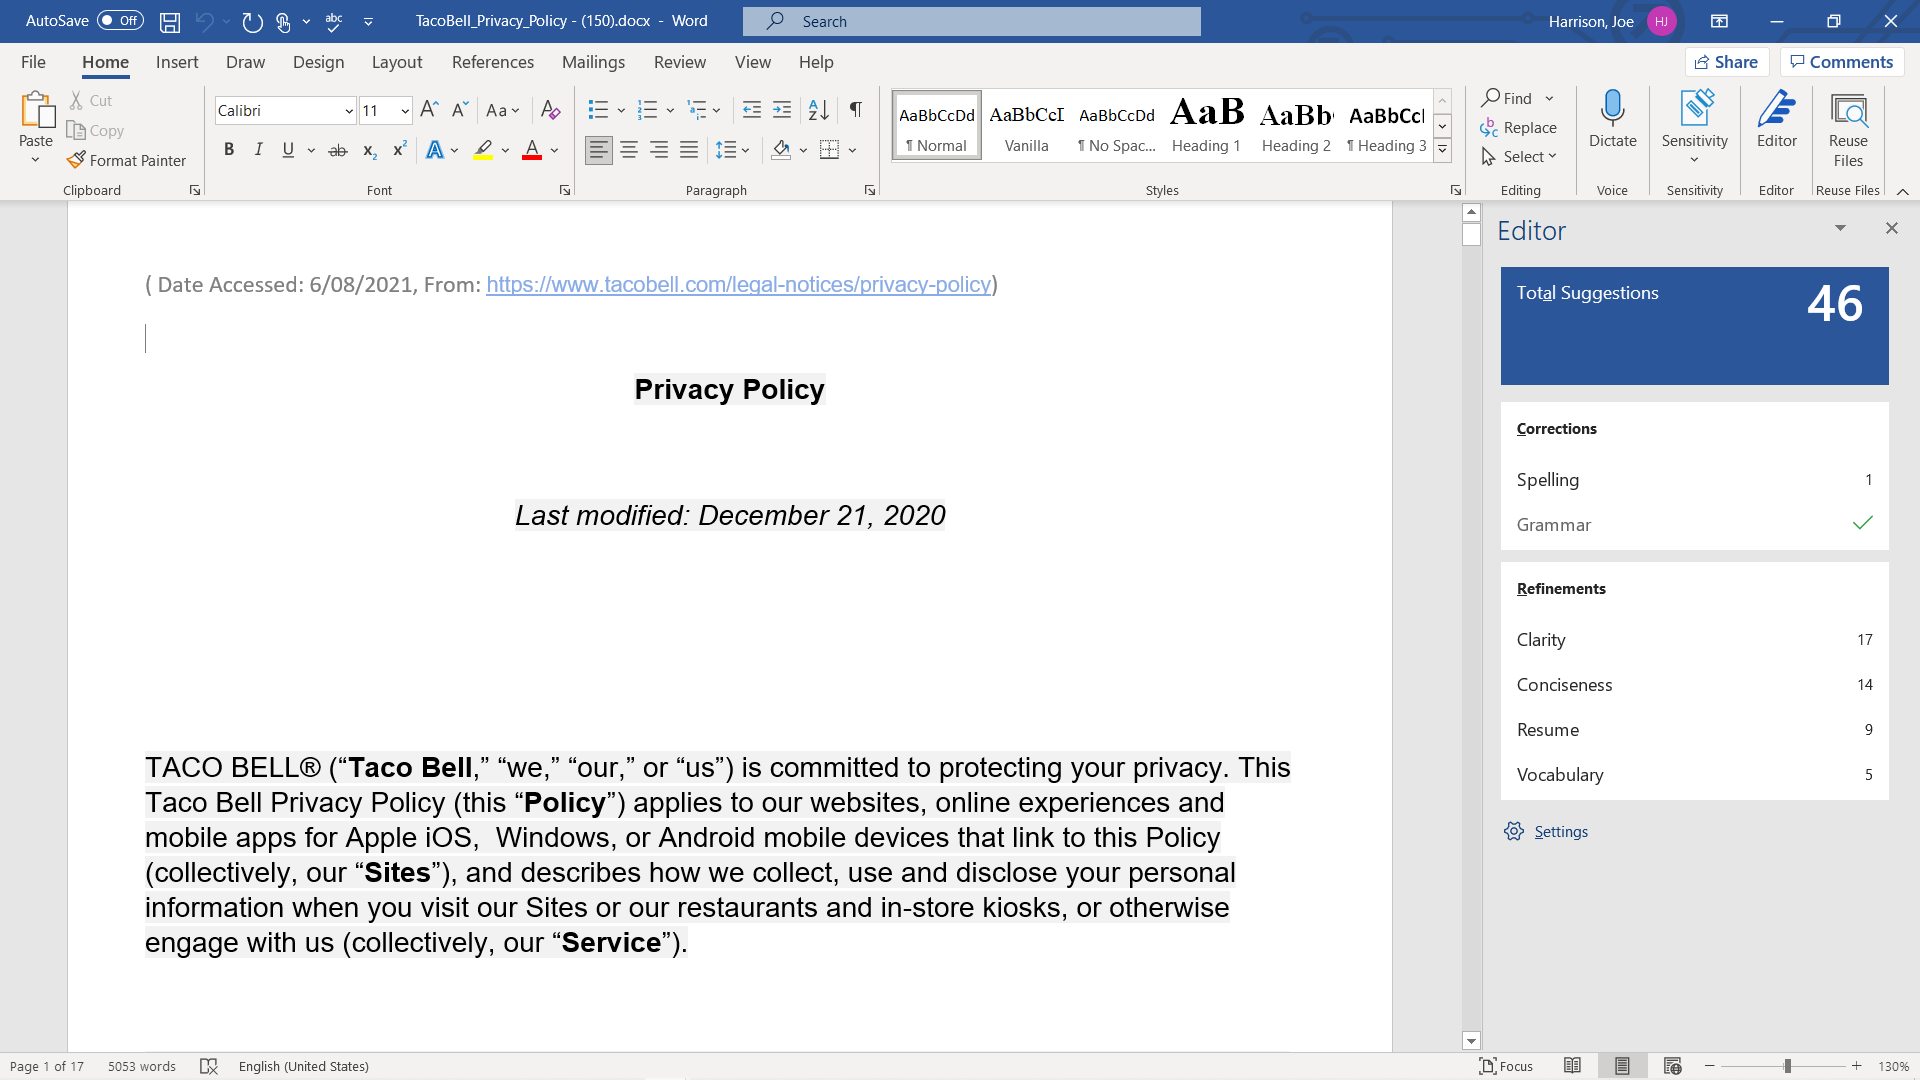 AutoSave Off TacoBell_Privacy_Policy - (150).docx - Word Search Harrison, Joe HJ
File Home Insert Draw Design Layout References Mailings Review View Help Share Comments
Paste Cut Copy Format Painter Clipboard
Calibri 11 Aa B I U ab x₂ x² A A Font
Paragraph
AaBbCcDd AaBbCcI AaBbCcDd AaB AaBb AaBbCcI
¶ Normal Vanilla ¶ No Spac... Heading 1 Heading 2 ¶ Heading 3
Styles
Find
Replace
Select
Editing
Dictate
Voice
Sensitivity
Sensitivity
Editor
Editor
Reuse
Files
Reuse Files
( Date Accessed: 6/08/2021, From: https://www.tacobell.com/legal-notices/privacy-policy)
Privacy Policy
Last modified: December 21, 2020
TACO BELL® (“Taco Bell,” “we,” “our,” or “us”) is committed to protecting your privacy. This
Taco Bell Privacy Policy (this “Policy”) applies to our websites, online experiences and
mobile apps for Apple iOS,  Windows, or Android mobile devices that link to this Policy
(collectively, our “Sites”), and describes how we collect, use and disclose your personal
information when you visit our Sites or our restaurants and in-store kiosks, or otherwise
engage with us (collectively, our “Service”).
Editor
Total Suggestions 46
Corrections
Spelling 1
Grammar
Refinements
Clarity 17
Conciseness 14
Resume 9
Vocabulary 5
Settings
Page 1 of 17 5053 words English (United States) Focus 130%